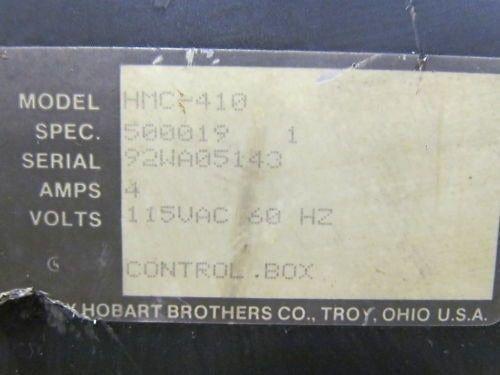 MODEL HMC-410
SPEC. 500019 1
SERIAL 92WA05143
AMPS 4
VOLTS 115VAC 60 HZ
CONTROL.BOX
HOBART BROTHERS CO., TROY, OHIO U.S.A.